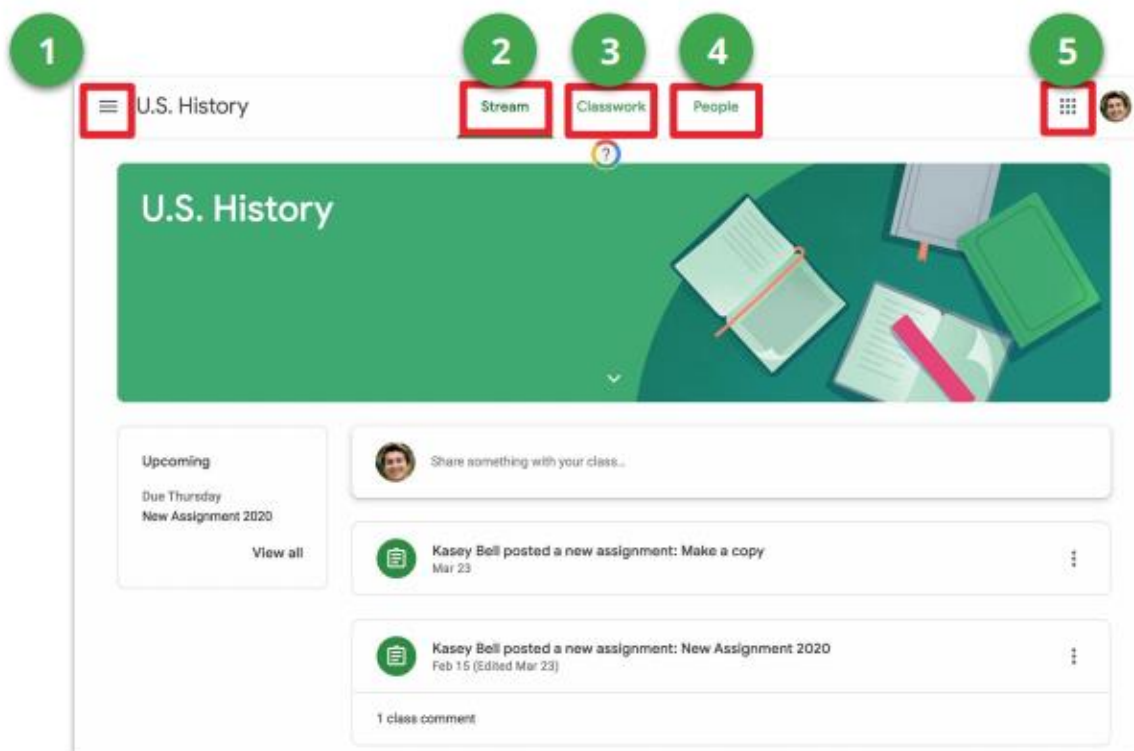 1
2
3
4
5
U.S. History
Stream
Classwork
People
?
U.S. History
Upcoming
Due Thursday
New Assignment 2020
View all
Share something with your class...
Kasey Bell posted a new assignment: Make a copy
Mar 23
Kasey Bell posted a new assignment: New Assignment 2020
Feb 15 (Edited Mar 23)
1 class comment